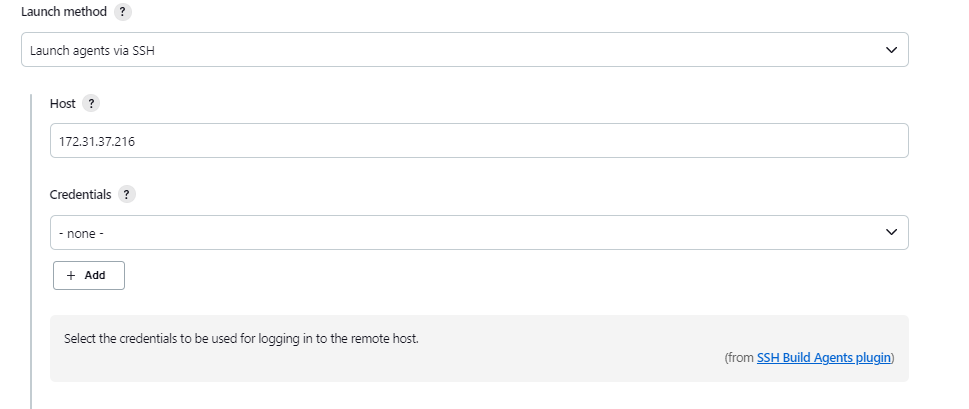 Launch method ?
Launch agents via SSH
Host ?
172.31.37.216
Credentials ?
- none -
+ Add
Select the credentials to be used for logging in to the remote host.
(from SSH Build Agents plugin)